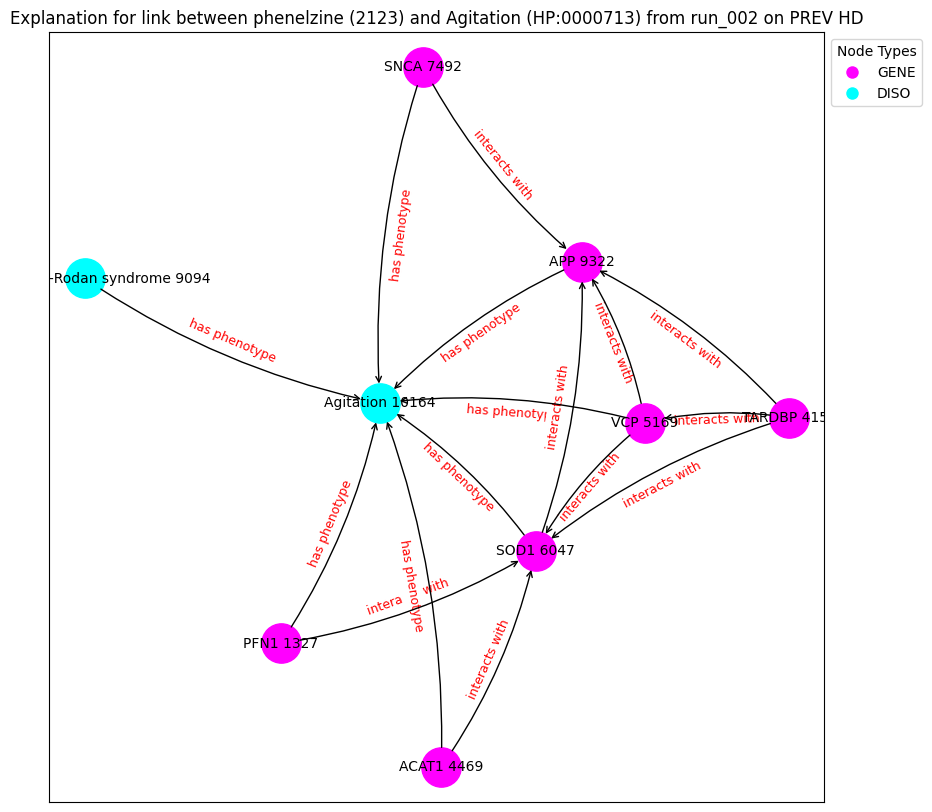 Explanation for link between phenelzine (2123) and Agitation (HP:0000713) from run_002 on PREV HD
Node Types
GENE
DISO
SNCA 7492
interacts with
has phenotype
APP 9322
-Rodan syndrome 9094
has phenotype
has phenotype
interacts with
interacts with
interacts with
Agitation 10164
has phenotyp
VCP 5169
interacts with
TARDBP 415
has phenotype
interacts with
interacts with
has phenotype
SOD1 6047
has phenotype
intera with
PFN1 1327
interacts with
ACAT1 4469